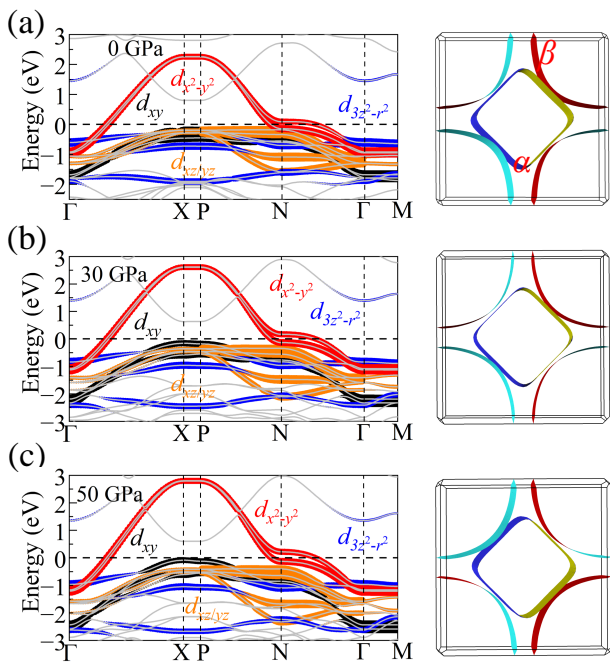 (a)
0 GPa
d_{x²-y²}
d_{xy}
d_{3z²-r²}
d_{xz/yz}
Energy (eV)
3
2
1
0
−1
−2
Γ X P N Γ M
β
α
(b)
30 GPa
d_{x²-y²}
d_{3z²-r²}
d_{xy}
d_{xz/yz}
Energy (eV)
3
2
1
0
−1
−2
−3
Γ X P N Γ M
(c)
50 GPa
d_{x²-y²}
d_{xy}
d_{3z²-r²}
d_{xz/yz}
Energy (eV)
3
2
1
0
−1
−2
−3
Γ X P N Γ M